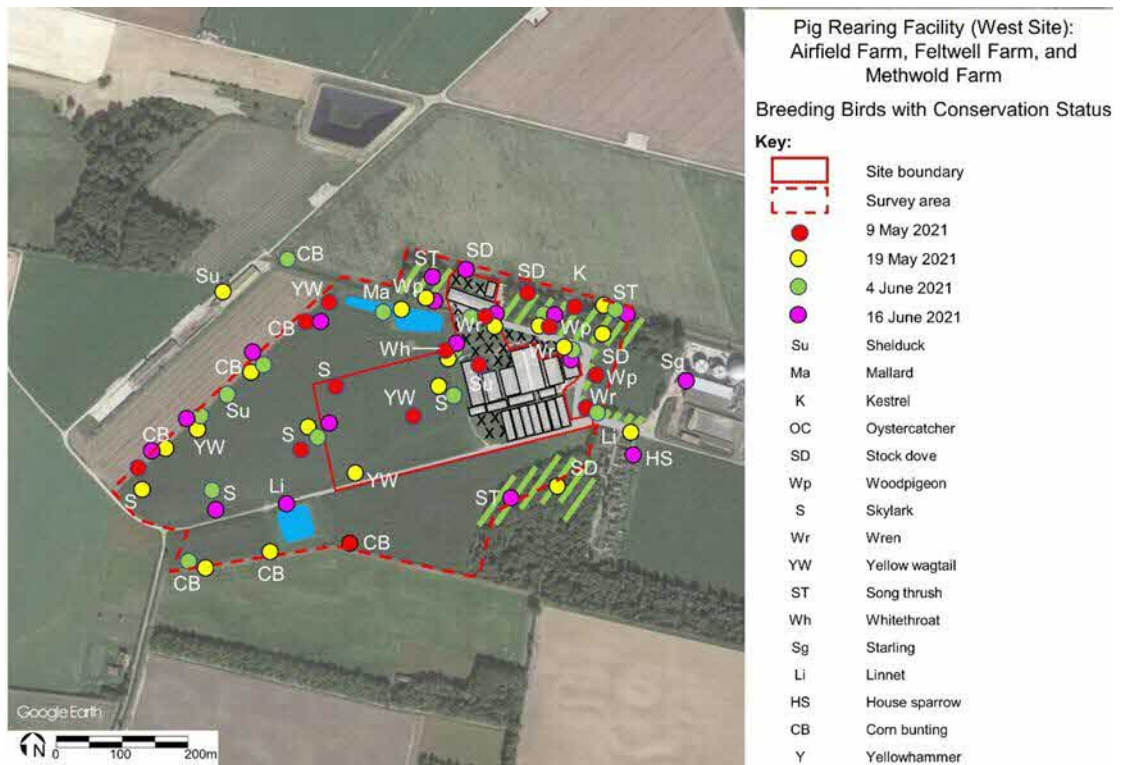 Pig Rearing Facility (West Site):
Airfield Farm, Feltwell Farm, and
Methwold Farm
Breeding Birds with Conservation Status
Key:
Site boundary
Survey area
9 May 2021
19 May 2021
4 June 2021
16 June 2021
Su Shelduck
Ma Mallard
K Kestrel
OC Oystercatcher
SD Stock dove
Wp Woodpigeon
S Skylark
Wr Wren
YW Yellow wagtail
ST Song thrush
Wh Whitethroat
Sg Starling
Li Linnet
HS House sparrow
CB Corn bunting
Y Yellowhammer
CB
ST
SD
SD
K
Su
YW
Ma
Wp
ST
CB
Wr
Wp
Wh
Wr
CB
S
Su
SD
Sg
Su
YW
S
Wp
Wr
CB
YW
S
Li
HS
S
S
Li
YW
ST
SD
CB
CB
CB
Google Earth
N
0 100 200m